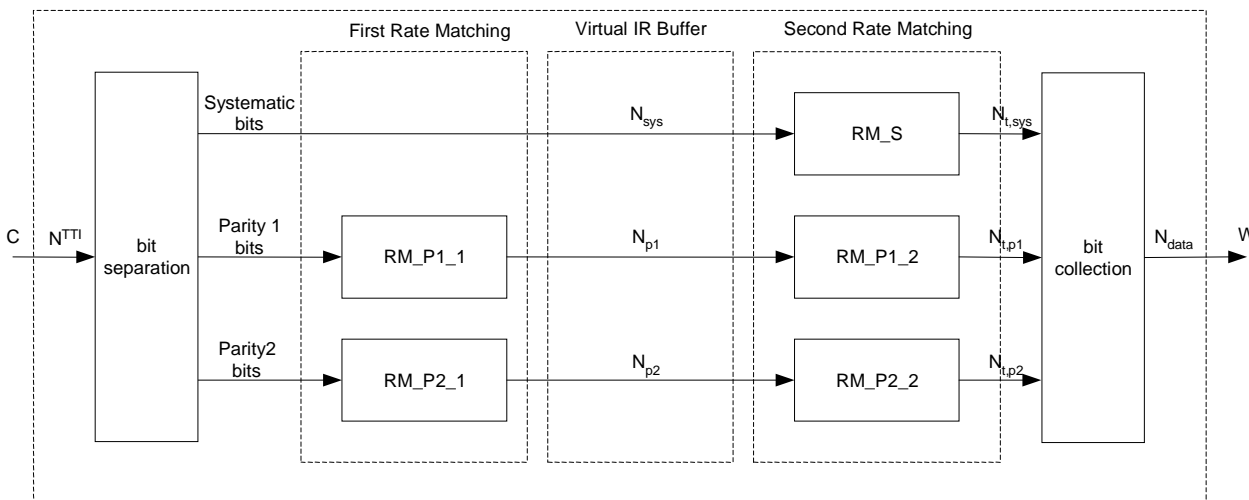 First Rate Matching
Virtual IR Buffer
Second Rate Matching
Systematic
bits
N_sys
RM_S
N_t,sys
C
N^TTI
bit
separation
Parity 1
bits
RM_P1_1
N_p1
RM_P1_2
N_t,p1
bit
collection
N_data
W
Parity2
bits
RM_P2_1
N_p2
RM_P2_2
N_t,p2